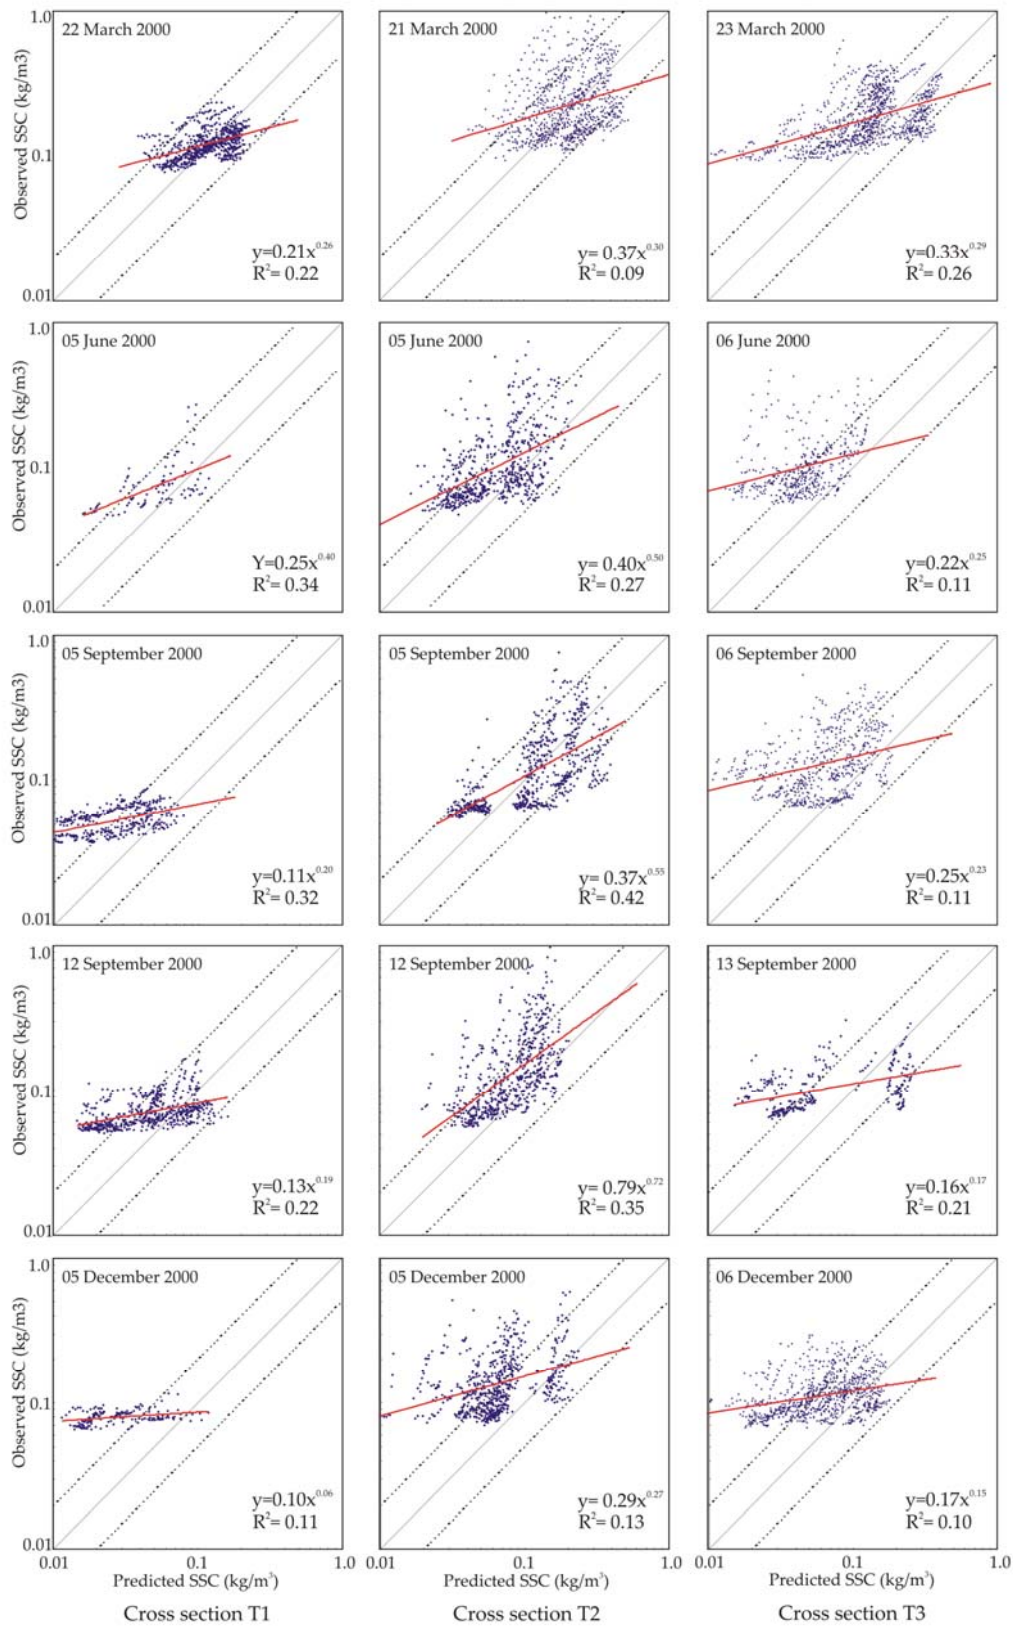 1.0
Observed SSC (kg/m3)
0.1
0.01
22 March 2000
y=0.21x^0.26
R²= 0.22
21 March 2000
y= 0.37x^0.30
R²= 0.09
23 March 2000
y=0.33x^0.29
R²= 0.26
1.0
Observed SSC (kg/m3)
0.1
0.01
05 June 2000
Y=0.25x^0.40
R²= 0.34
05 June 2000
y= 0.40x^0.50
R²= 0.27
06 June 2000
y=0.22x^0.25
R²= 0.11
1.0
Observed SSC (kg/m3)
0.1
0.01
05 September 2000
y=0.11x^0.20
R²= 0.32
05 September 2000
y= 0.37x^0.55
R²= 0.42
06 September 2000
y=0.25x^0.23
R²= 0.11
1.0
Observed SSC (kg/m3)
0.1
0.01
12 September 2000
y=0.13x^0.19
R²= 0.22
12 September 2000
y= 0.79x^0.72
R²= 0.35
13 September 2000
y=0.16x^0.17
R²= 0.21
1.0
Observed SSC (kg/m3)
0.1
0.01
05 December 2000
y=0.10x^0.06
R²= 0.11
05 December 2000
y= 0.29x^0.27
R²= 0.13
06 December 2000
y=0.17x^0.15
R²= 0.10
0.01 0.1 1.0
Predicted SSC (kg/m³)
Cross section T1
0.01 0.1 1.0
Predicted SSC (kg/m³)
Cross section T2
0.01 0.1 1.0
Predicted SSC (kg/m³)
Cross section T3